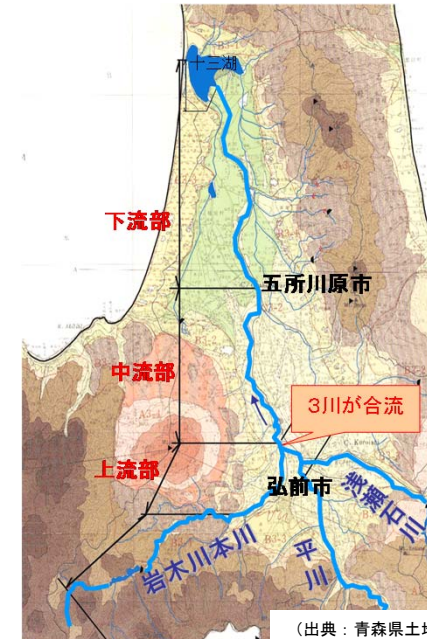 十三湖
下流部
五所川原市
中流部
3川が合流
上流部
弘前市
浅瀬石川
岩木川本川
平川
(出典：青森県土地